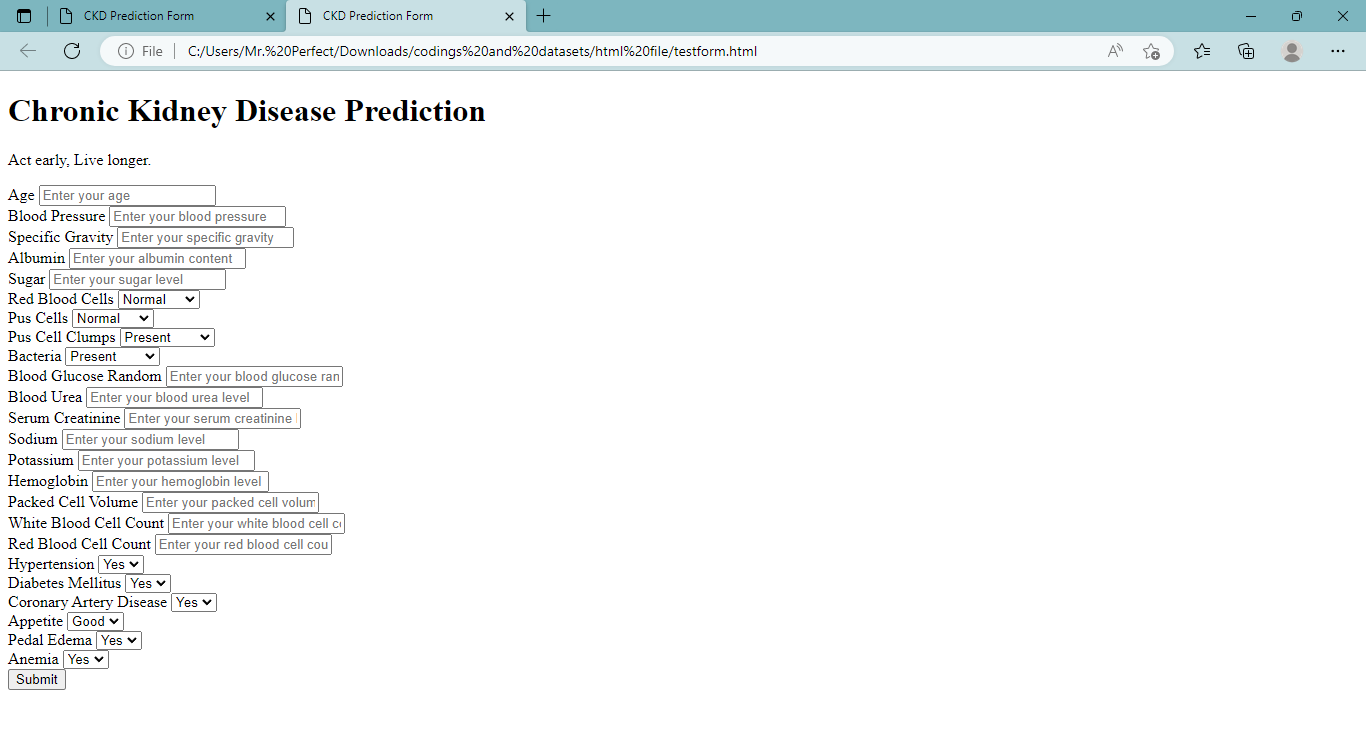 CKD Prediction Form CKD Prediction Form
File C:/Users/Mr.%20Perfect/Downloads/codings%20and%20datasets/html%20file/testform.html
Chronic Kidney Disease Prediction
Act early, Live longer.
Age Enter your age
Blood Pressure Enter your blood pressure
Specific Gravity Enter your specific gravity
Albumin Enter your albumin content
Sugar Enter your sugar level
Red Blood Cells Normal
Pus Cells Normal
Pus Cell Clumps Present
Bacteria Present
Blood Glucose Random Enter your blood glucose ran
Blood Urea Enter your blood urea level
Serum Creatinine Enter your serum creatinine
Sodium Enter your sodium level
Potassium Enter your potassium level
Hemoglobin Enter your hemoglobin level
Packed Cell Volume Enter your packed cell volum
White Blood Cell Count Enter your white blood cell c
Red Blood Cell Count Enter your red blood cell cou
Hypertension Yes
Diabetes Mellitus Yes
Coronary Artery Disease Yes
Appetite Good
Pedal Edema Yes
Anemia Yes
Submit